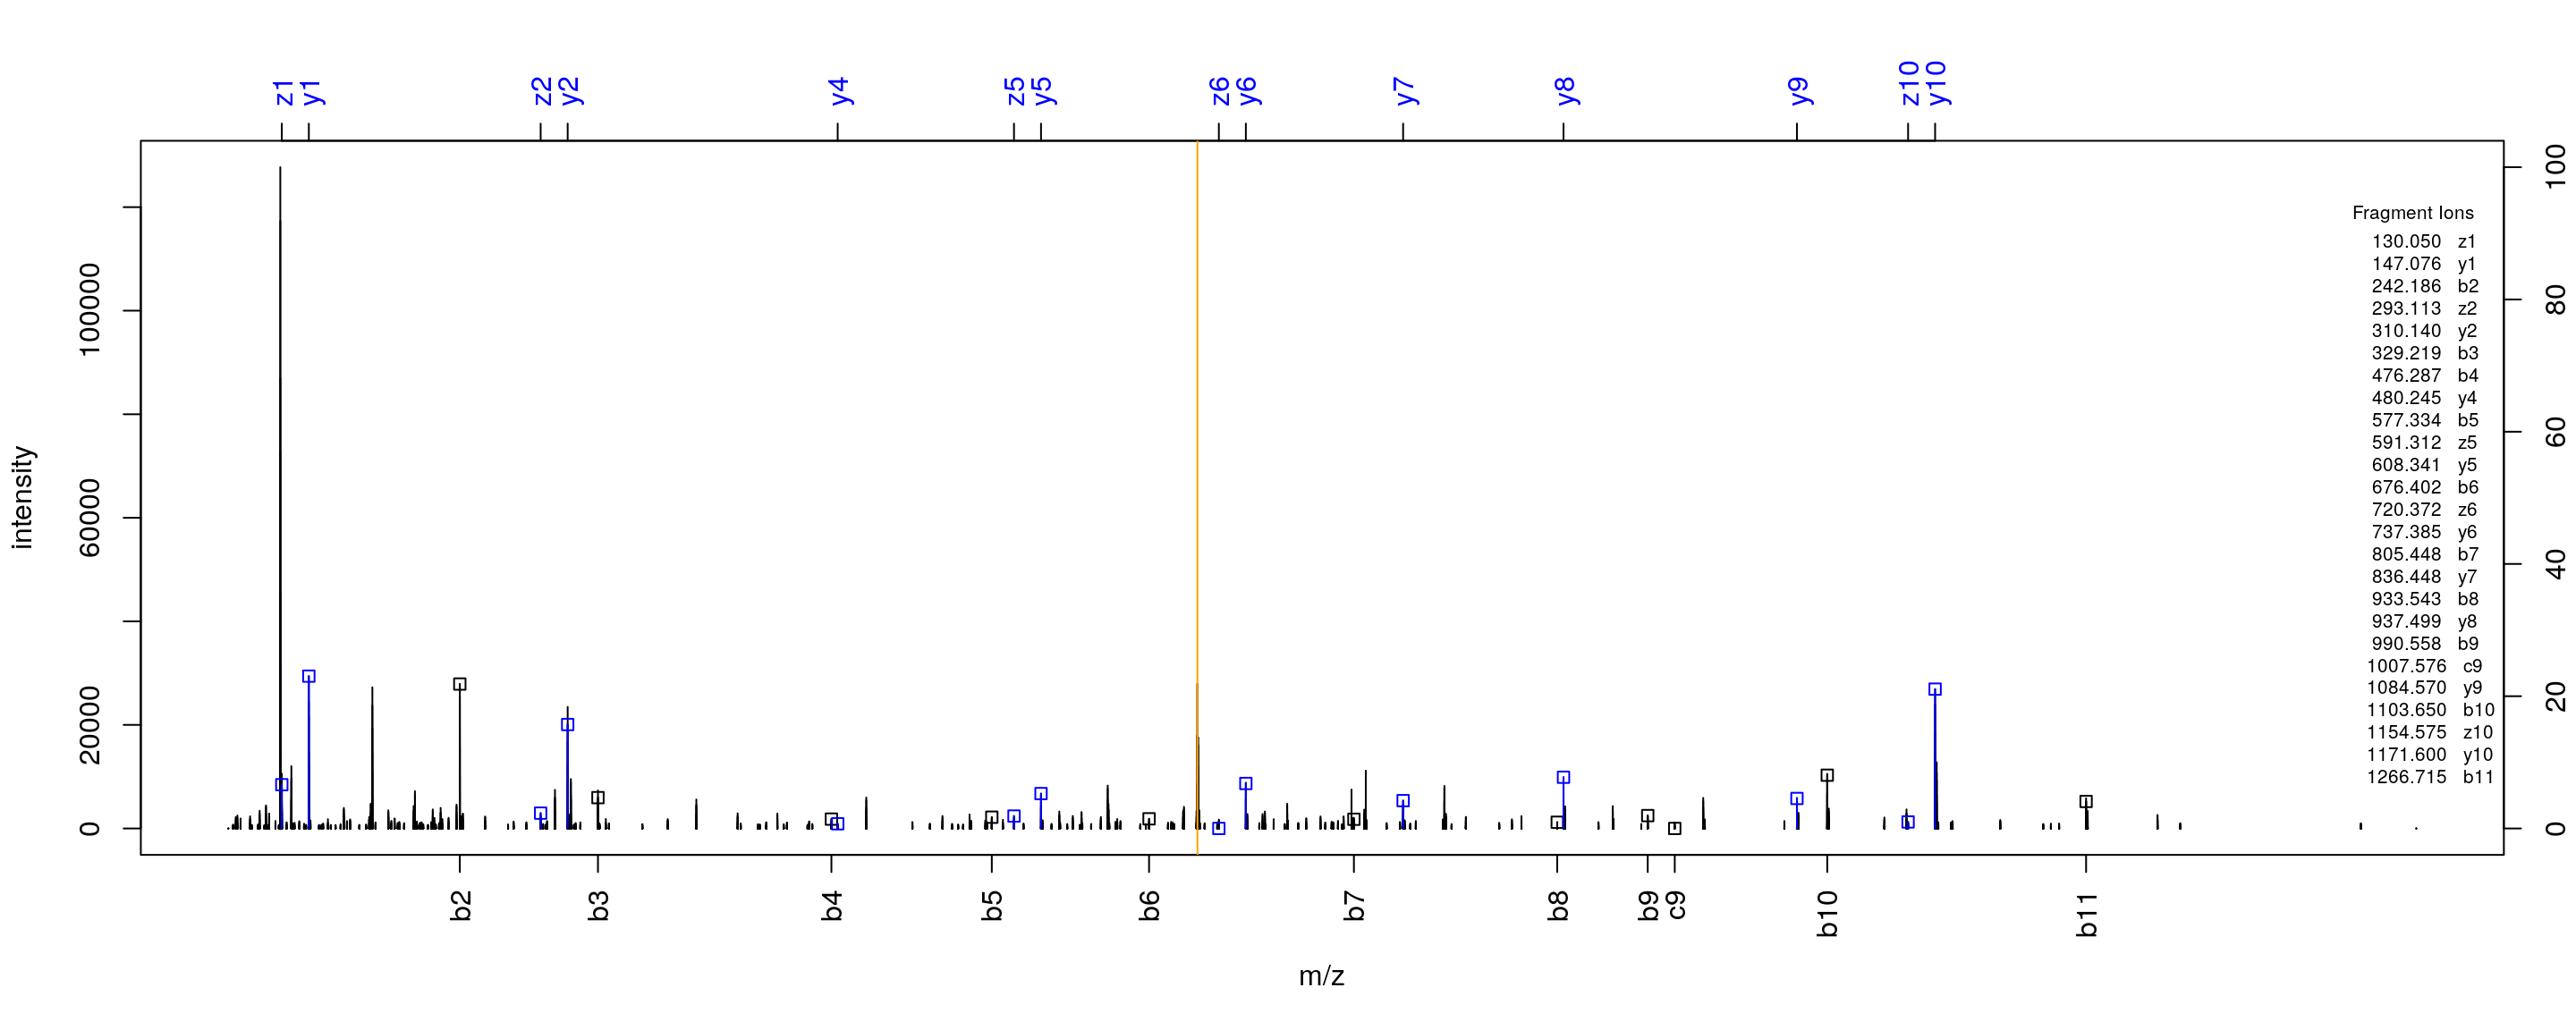 z1 y1 z2 y2 y4 z5 y5 z6 y6 y7 y8 y9 z10 y10
intensity
0 20000 60000 100000
0 20 40 60 80 100
Fragment Ions
130.050 z1
147.076 y1
242.186 b2
293.113 z2
310.140 y2
329.219 b3
476.287 b4
480.245 y4
577.334 b5
591.312 z5
608.341 y5
676.402 b6
720.372 z6
737.385 y6
805.448 b7
836.448 y7
933.543 b8
937.499 y8
990.558 b9
1007.576 c9
1084.570 y9
1103.650 b10
1154.575 z10
1171.600 y10
1266.715 b11
b2 b3 b4 b5 b6 b7 b8 b9 c9 b10 b11
m/z